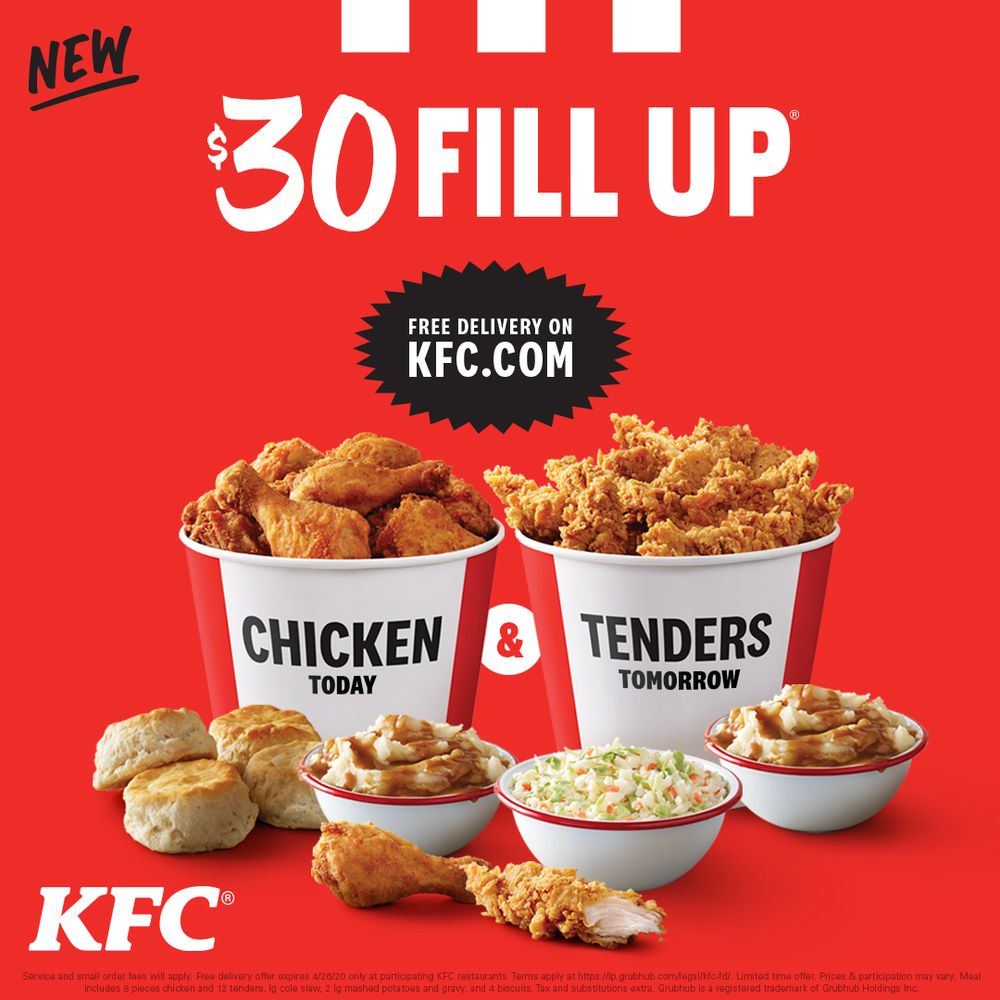 NEW
$30 FILL UP®
FREE DELIVERY ON
KFC.COM
CHICKEN
TODAY
&
TENDERS
TOMORROW
KFC®
Service and small order fees will apply. Free delivery offer expires 4/26/20 only at participating KFC restaurants. Terms apply at https://lp.grubhub.com/legal/kfc-fd/. Limited time offer. Prices & participation may vary. Meal
includes 8 pieces chicken and 12 tenders, lg cole slaw, 2 lg mashed potatoes and gravy, and 4 biscuits. Tax and substitutions extra. Grubhub is a registered trademark of Grubhub Holdings Inc.